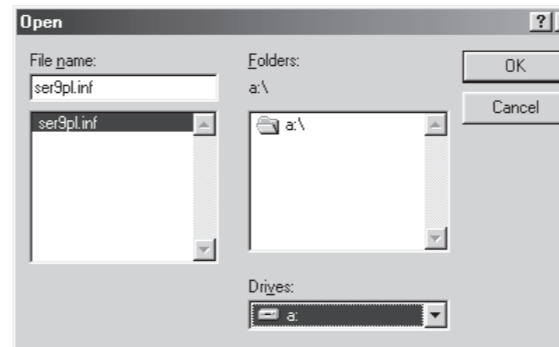 Open
?
File name:
ser9pl.inf
ser9pl.inf
Folders:
a:\
a:\
Drives:
a:
OK
Cancel